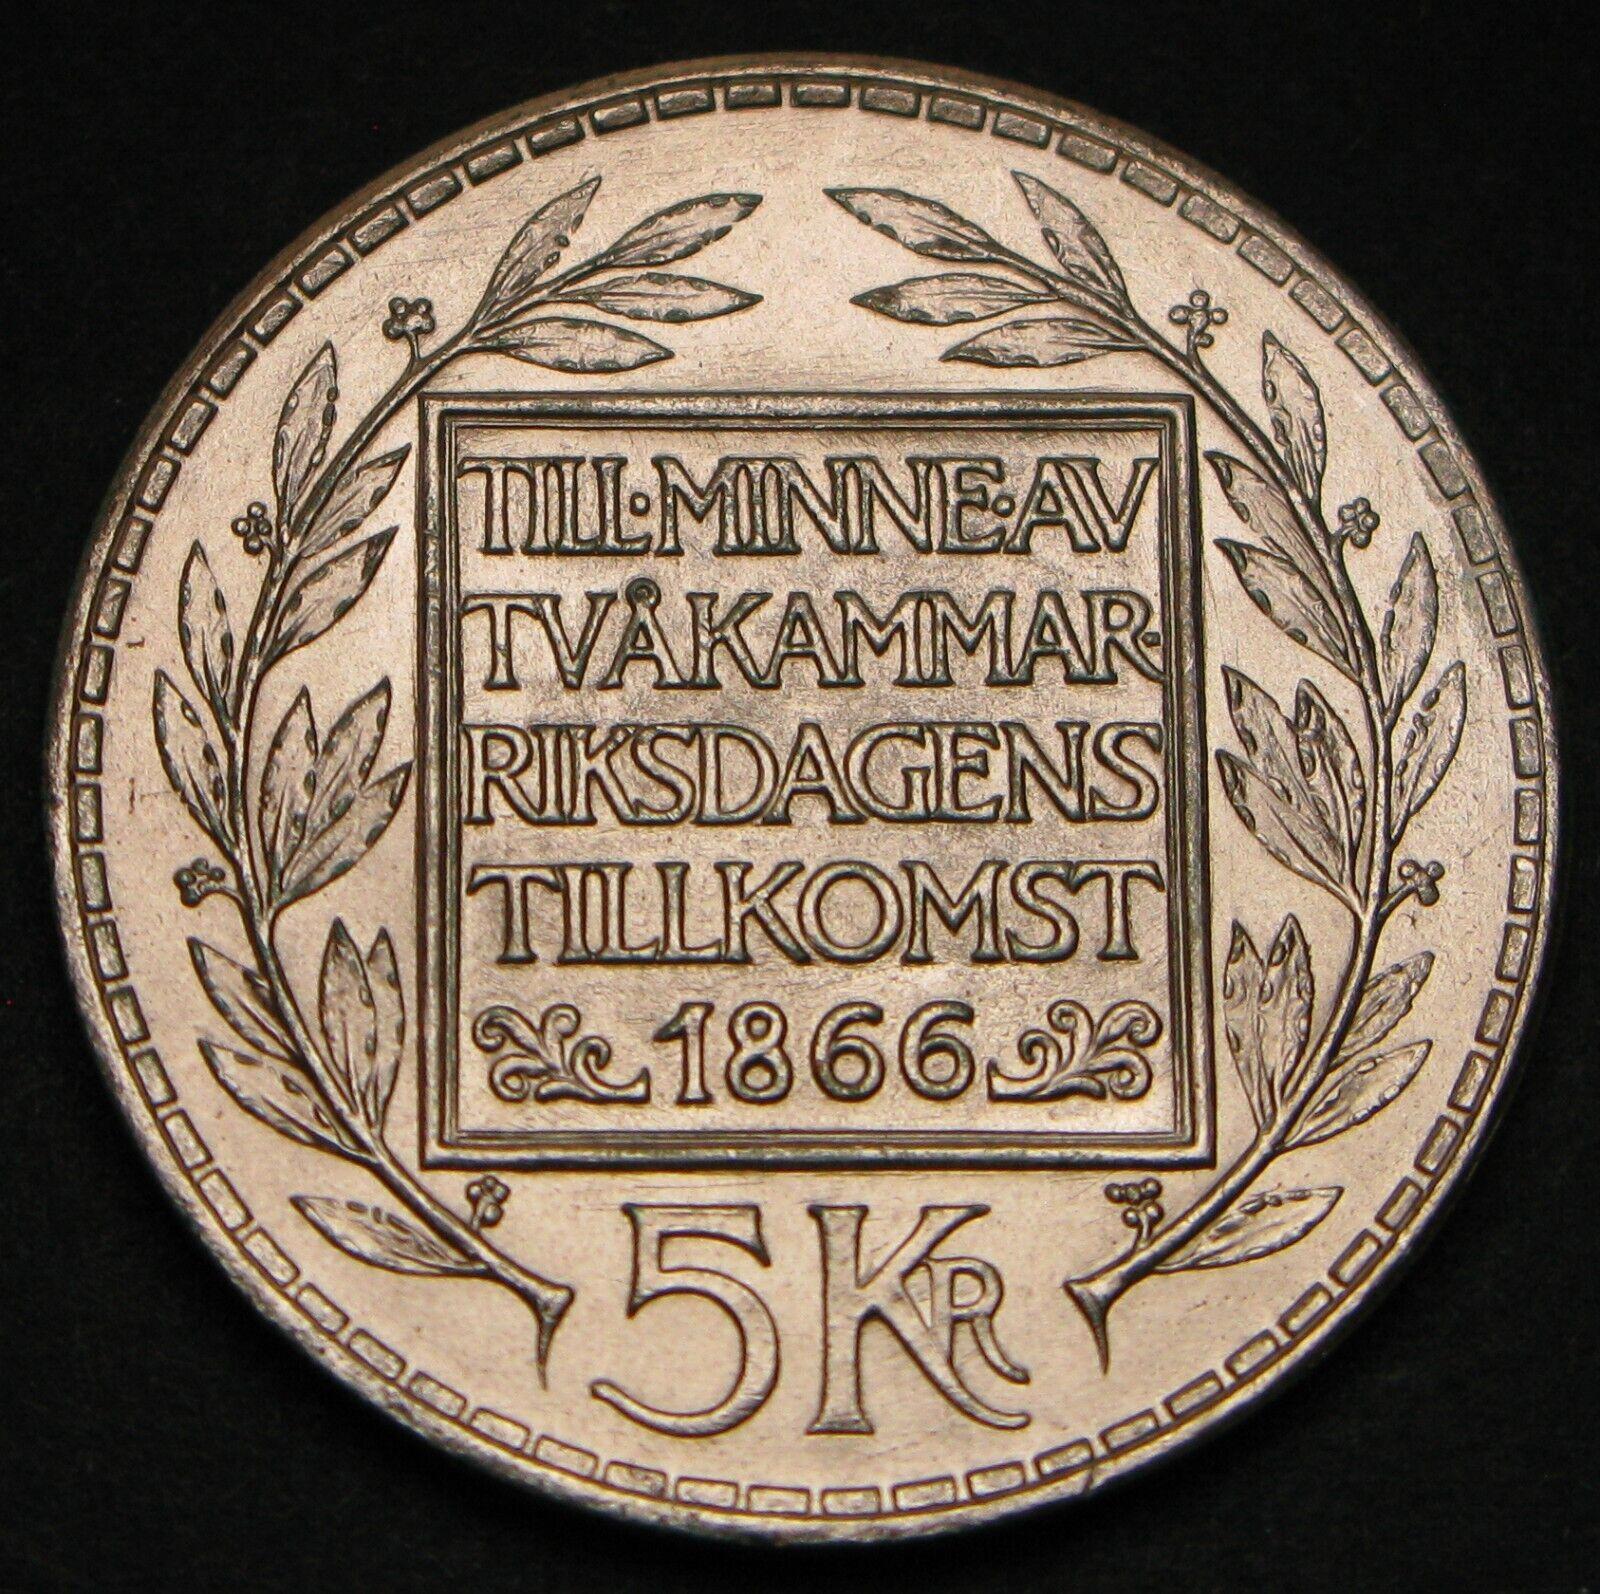 TILL·MINNE·AV
TVÅKAMMAR-
RIKSDAGENS
TILLKOMST
1866
5 KR